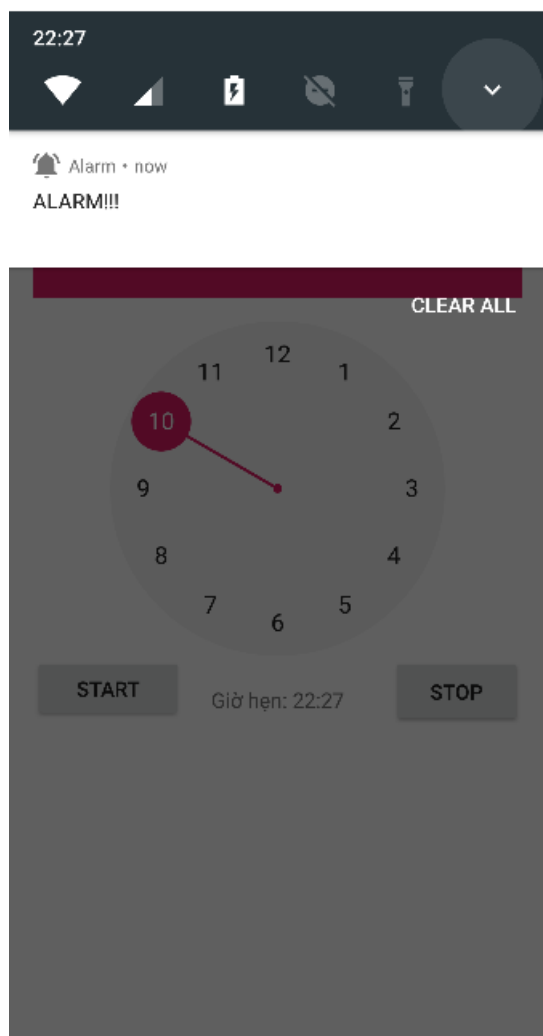 22:27
Alarm • now
ALARM!!!
CLEAR ALL
12
11
1
10
2
9
3
8
4
7
5
6
START
Giờ hẹn: 22:27
STOP